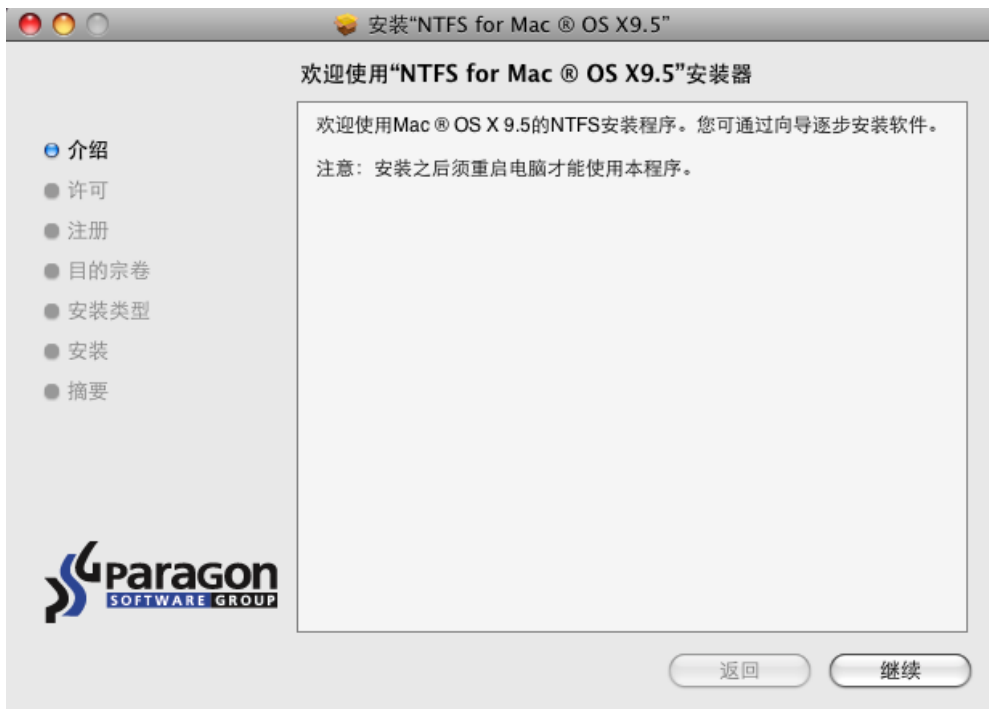 安装“NTFS for Mac ® OS X9.5”
欢迎使用“NTFS for Mac ® OS X9.5”安装器
介绍
许可
注册
目的宗卷
安装类型
安装
摘要
欢迎使用Mac ® OS X 9.5的NTFS安装程序。您可通过向导逐步安装软件。
注意：安装之后须重启电脑才能使用本程序。
Paragon
SOFTWARE GROUP
返回
继续